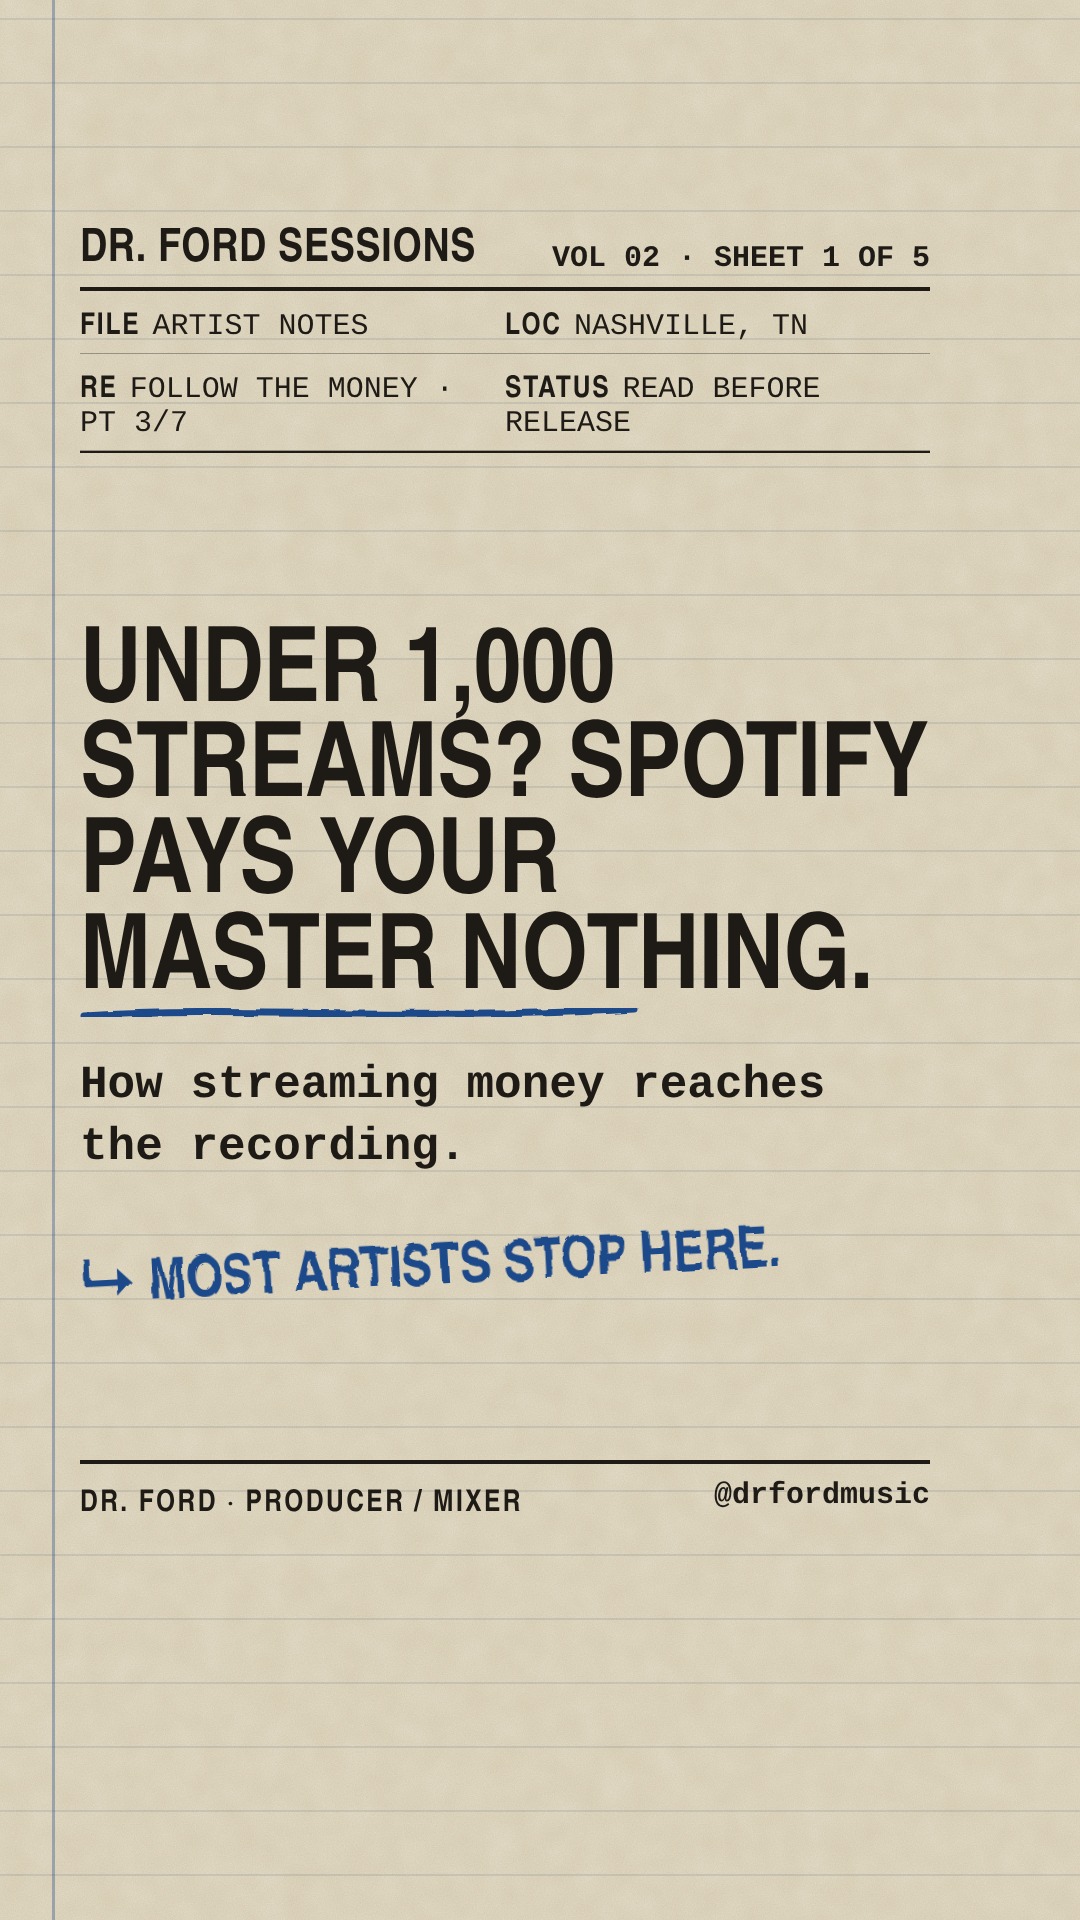 DR. FORD SESSIONS
VOL 02 · SHEET 1 OF 5
FILE ARTIST NOTES
LOC NASHVILLE, TN
RE FOLLOW THE MONEY ·
PT 3/7
STATUS READ BEFORE
RELEASE
UNDER 1,000
STREAMS? SPOTIFY
PAYS YOUR
MASTER NOTHING.
How streaming money reaches
the recording.
↳ MOST ARTISTS STOP HERE.
DR. FORD · PRODUCER / MIXER
@drfordmusic